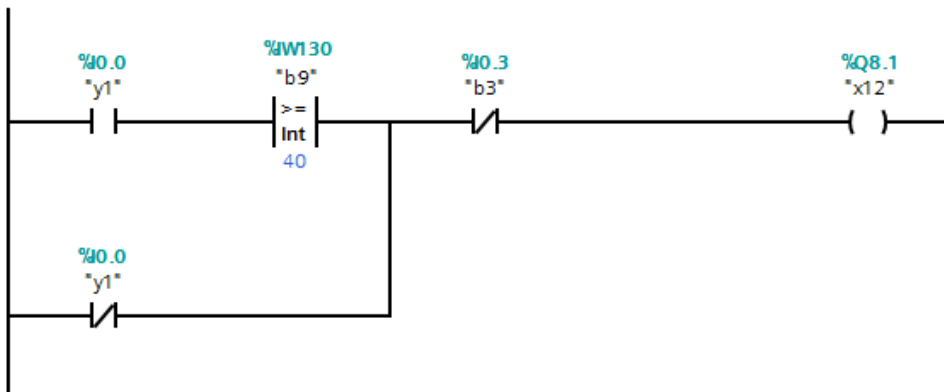 %I0.0
"y1"
%IW130
"b9"
>=
Int
40
%I0.3
"b3"
%Q8.1
"x12"
%I0.0
"y1"